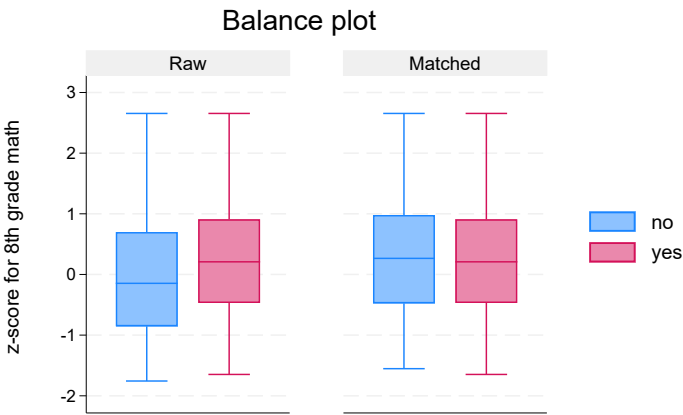 Balance plot
Raw
Matched
z-score for 8th grade math
3
2
1
0
-1
-2
no
yes